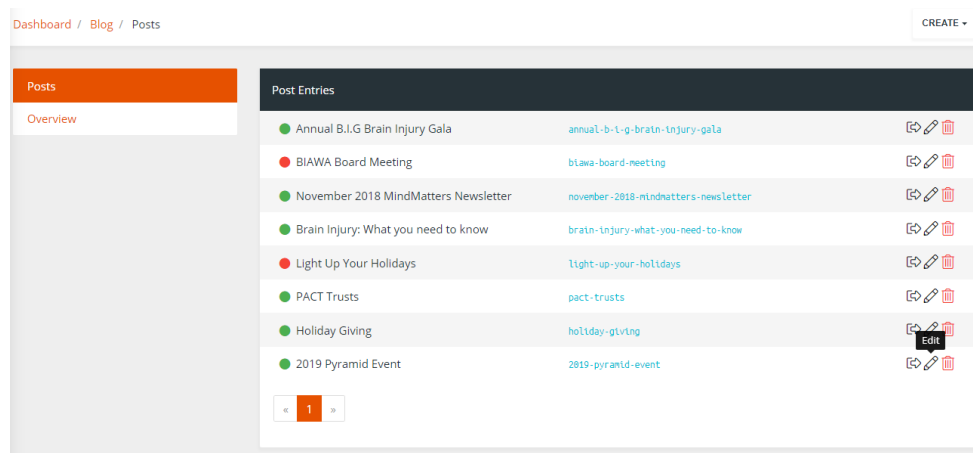 Dashboard / Blog / Posts
CREATE
Posts
Overview
Post Entries
Annual B.I.G Brain Injury Gala annual-b-i-g-brain-injury-gala
BIAWA Board Meeting biawa-board-meeting
November 2018 MindMatters Newsletter november-2018-mindmatters-newsletter
Brain Injury: What you need to know brain-injury-what-you-need-to-know
Light Up Your Holidays light-up-your-holidays
PACT Trusts pact-trusts
Holiday Giving holiday-giving
Edit
2019 Pyramid Event 2019-pyramid-event
« 1 »